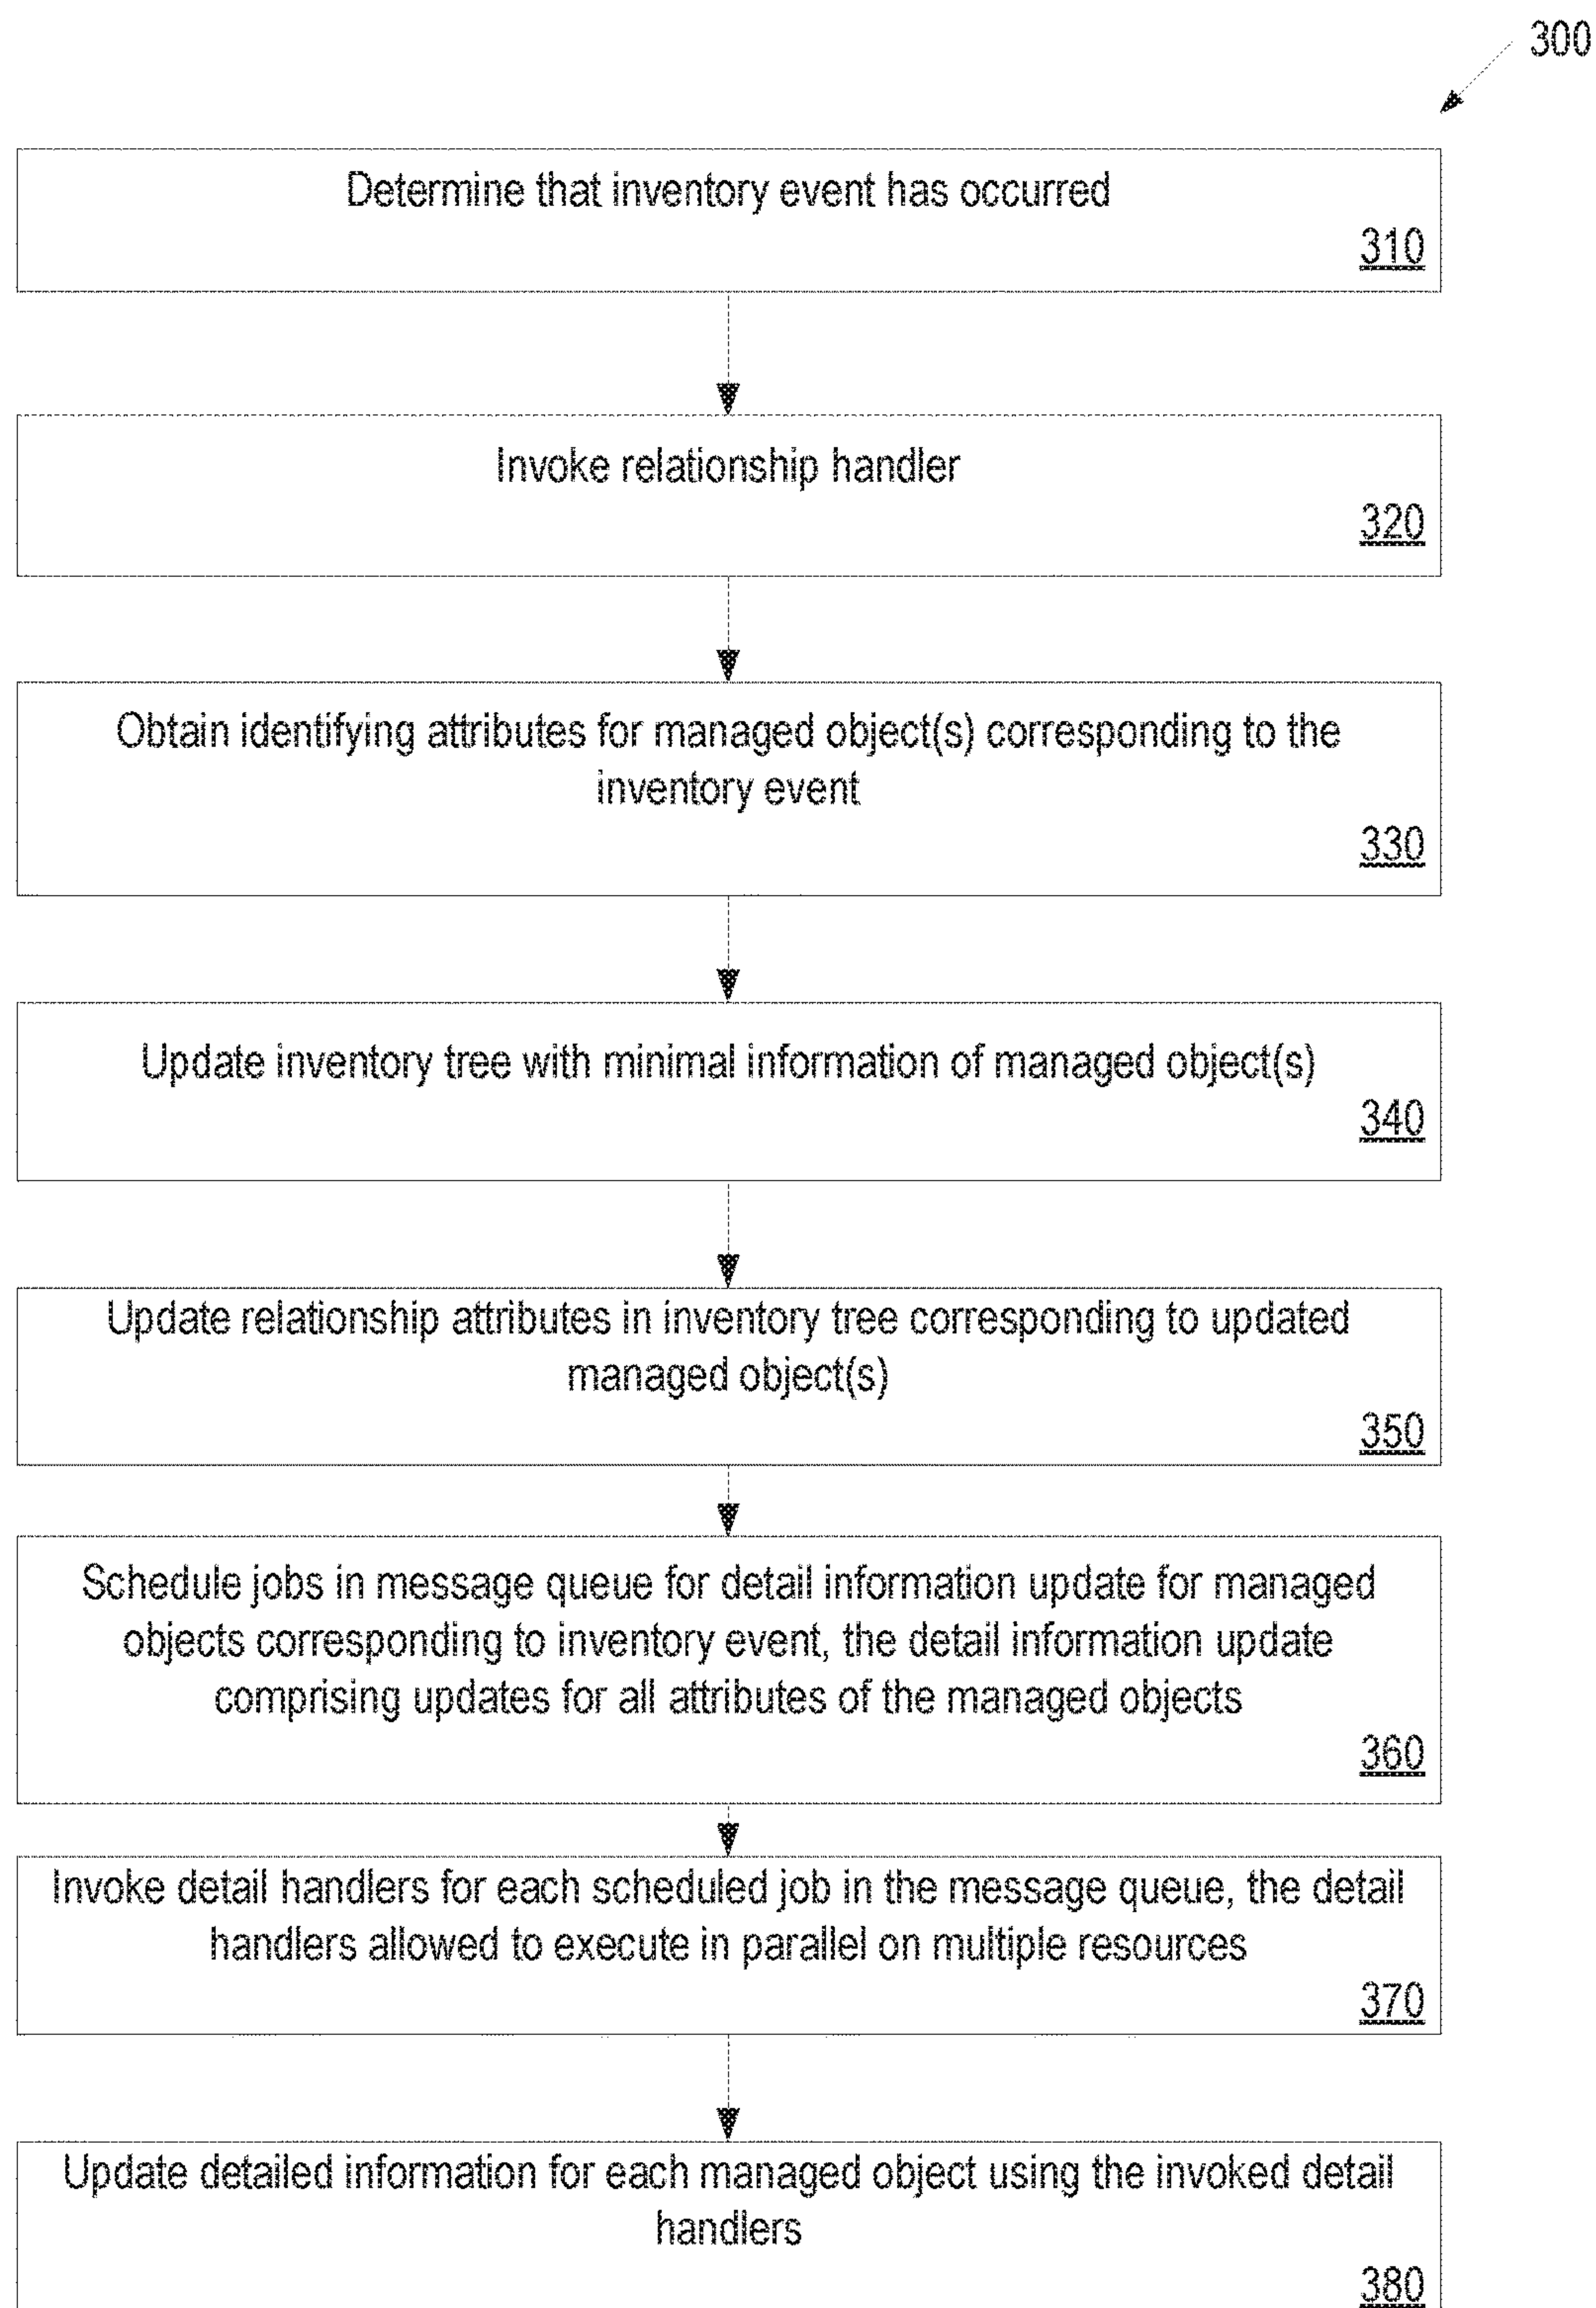 300
Determine that inventory event has occurred
310
Invoke relationship handler
320
Obtain identifying attributes for managed object(s) corresponding to the
inventory event
330
Update inventory tree with minimal information of managed object(s)
340
Update relationship attributes in inventory tree corresponding to updated
managed object(s)
350
Schedule jobs in message queue for detail information update for managed
objects corresponding to inventory event, the detail information update
comprising updates for all attributes of the managed objects
360
Invoke detail handlers for each scheduled job in the message queue, the detail
handlers allowed to execute in parallel on multiple resources
370
Update detailed information for each managed object using the invoked detail
handlers
380